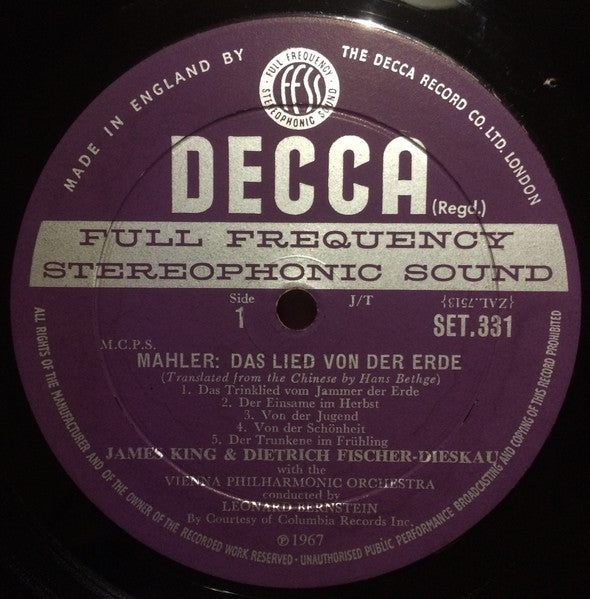 MADE IN ENGLAND BY
THE DECCA RECORD CO. LTD. LONDON
FULL FREQUENCY
ffss
STEREOPHONIC SOUND
DECCA
(Regd.)
FULL FREQUENCY
STEREOPHONIC SOUND
Side
1
J/T
{ZAL.7513}
SET.331
M.C.P.S.
MAHLER: DAS LIED VON DER ERDE
(Translated from the Chinese by Hans Bethge)
1. Das Trinklied vom Jammer der Erde
2. Der Einsame im Herbst
3. Von der Jugend
4. Von der Schönheit
5. Der Trunkene im Frühling
JAMES KING & DIETRICH FISCHER-DIESKAU
with the
VIENNA PHILHARMONIC ORCHESTRA
conducted by
LEONARD BERNSTEIN
By Courtesy of Columbia Records Inc.
℗ 1967
ALL RIGHTS OF THE MANUFACTURER AND OF THE OWNER OF THE RECORDED WORK RESERVED · UNAUTHORISED PUBLIC PERFORMANCE BROADCASTING AND COPYING OF THIS RECORD PROHIBITED